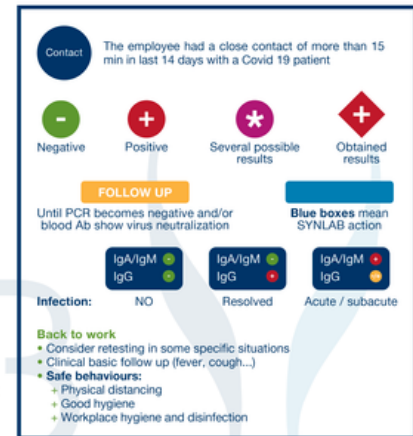 Contact
The employee had a close contact of more than 15
min in last 14 days with a Covid 19 patient
- + * +
Negative Positive Several possible Obtained
results results
FOLLOW UP
Until PCR becomes negative and/or
blood Ab show virus neutralization
Blue boxes mean
SYNLAB action
IgA/IgM - IgA/IgM - IgA/IgM +
IgG - IgG + IgG
Infection: NO Resolved Acute / subacute
Back to work
• Consider retesting in some specific situations
• Clinical basic follow up (fever, cough...)
• Safe behaviours:
+ Physical distancing
+ Good hygiene
+ Workplace hygiene and disinfection